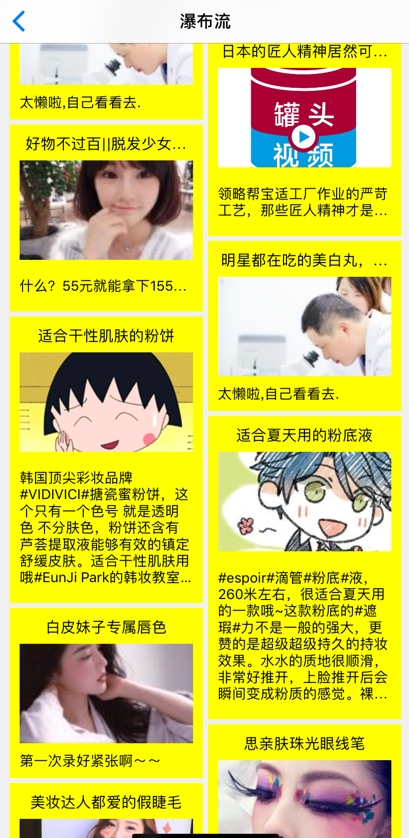 瀑布流
太懒啦,自己看看去.
好物不过百||脱发少女...
什么？55元就能拿下155...
适合干性肌肤的粉饼
韩国顶尖彩妆品牌
#VIDIVICI#搪瓷蜜粉饼，这
个只有一个色号 就是透明
色 不分肤色，粉饼还含有
芦荟提取液能够有效的镇定
舒缓皮肤。适合干性肌肤用
哦#EunJi Park的韩妆教室...
白皮妹子专属唇色
第一次录好紧张啊～～
美妆达人都爱的假睫毛
日本的匠人精神居然可...
罐头
视频
领略帮宝适工厂作业的严苛
工艺，那些匠人精神才是...
明星都在吃的美白丸，...
太懒啦,自己看看去.
适合夏天用的粉底液
#espoir#滴管#粉底#液，
260米左右，很适合夏天用
的一款哦~这款粉底的#遮
瑕#力不是一般的强大，更
赞的是超级超级持久的持妆
效果。水水的质地很顺滑，
非常好推开，上脸推开后会
瞬间变成粉质的感觉。裸...
思亲肤珠光眼线笔